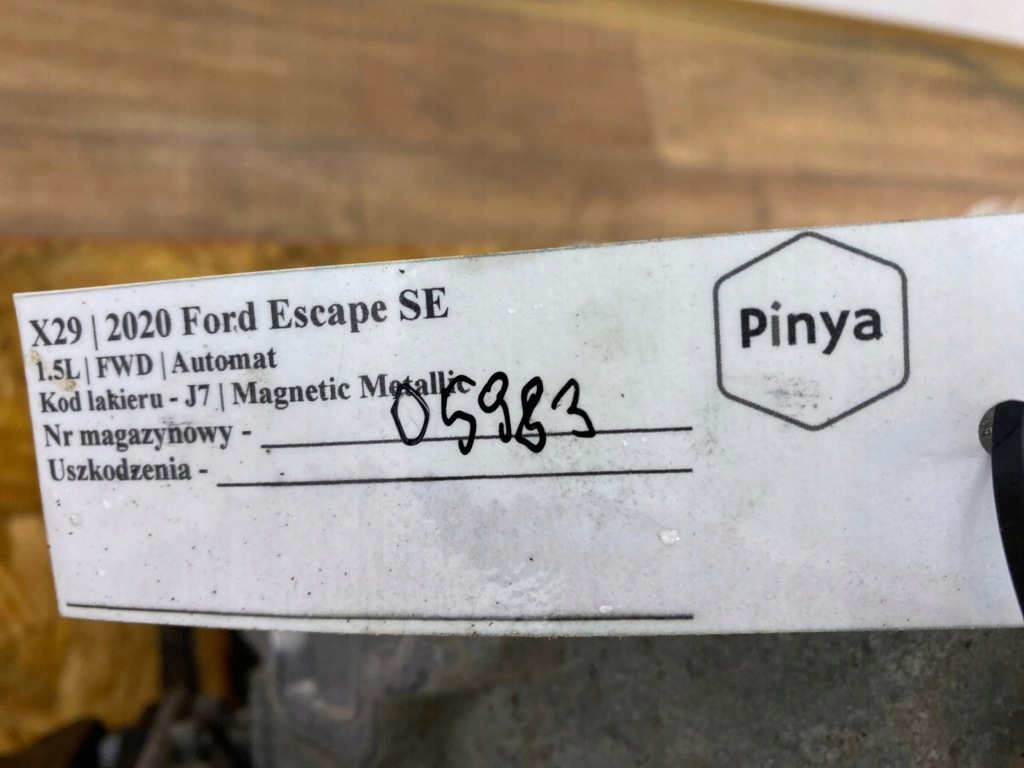 X29 | 2020 Ford Escape SE
1.5L | FWD | Automat
Kod lakieru - J7 | Magnetic Metallic
Nr magazynowy - 05983
Uszkodzenia -
Pinya